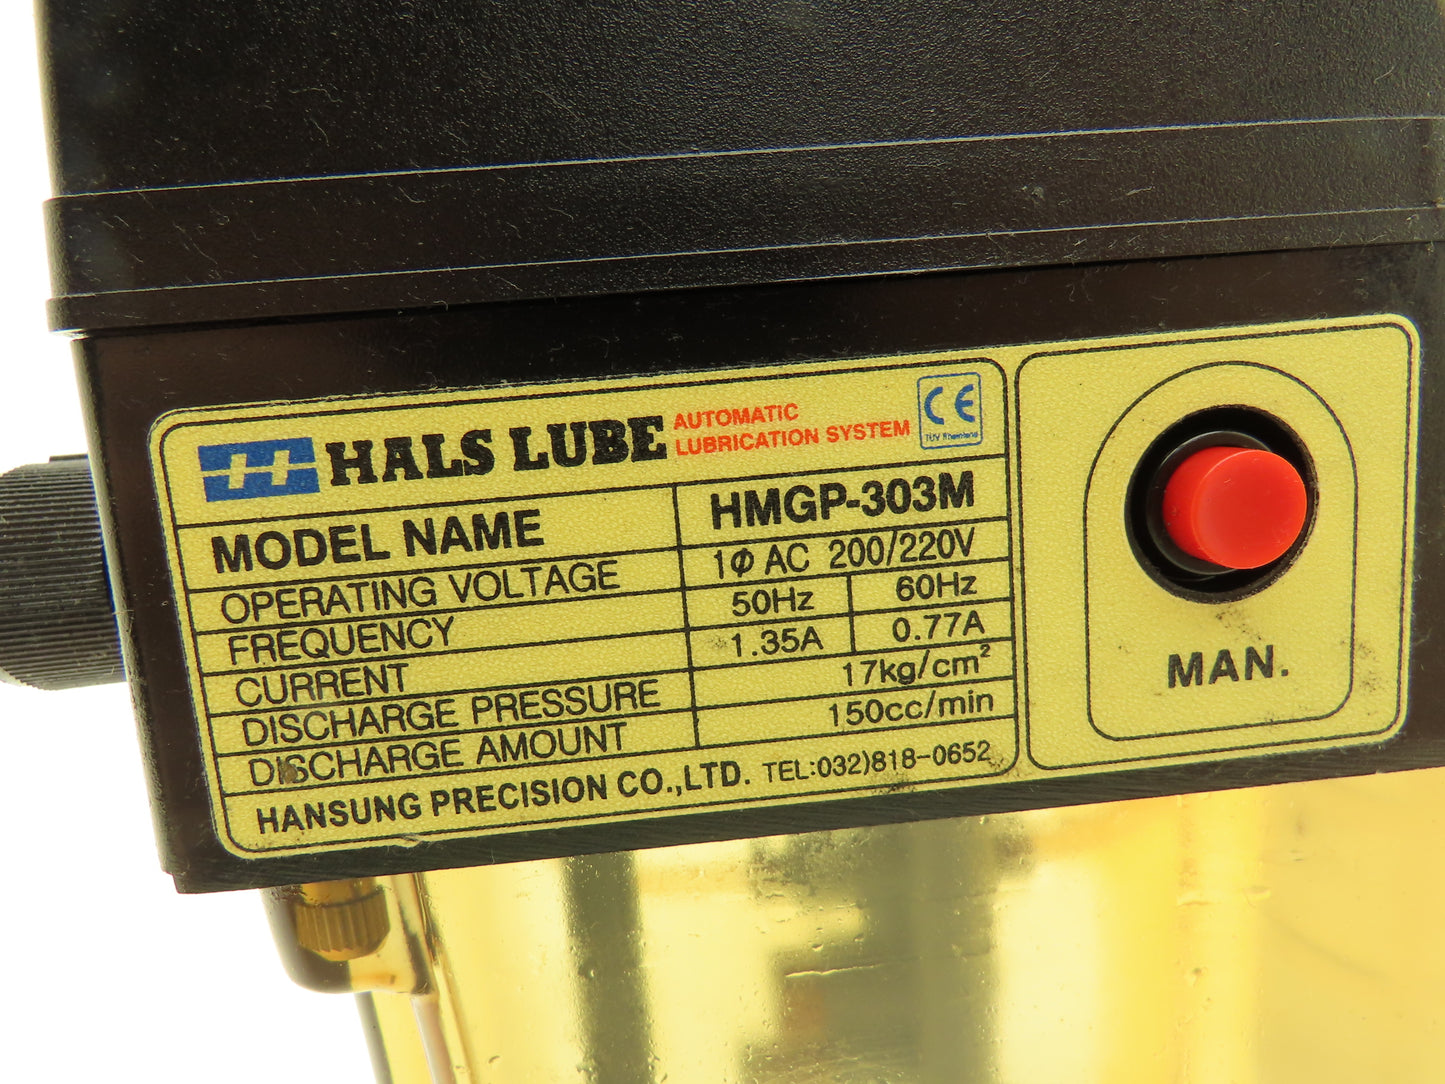 HALS LUBE AUTOMATIC
LUBRICATION SYSTEM
CE
TÜV Rheinland
MODEL NAME HMGP-303M
OPERATING VOLTAGE 1Φ AC 200/220V
FREQUENCY 50Hz 60Hz
CURRENT 1.35A 0.77A
DISCHARGE PRESSURE 17kg/cm²
DISCHARGE AMOUNT 150cc/min
HANSUNG PRECISION CO.,LTD. TEL:032)818-0652
MAN.